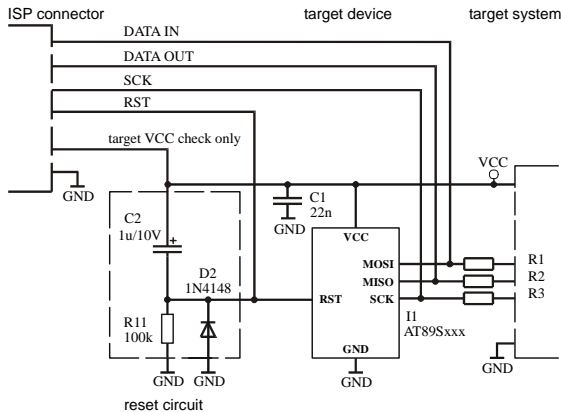 ISP connector
target device
target system
DATA IN
DATA OUT
SCK
RST
target VCC check only
GND
VCC
C1
22n
GND
C2
1u/10V
+
D2
1N4148
R11
100k
GND
GND
reset circuit
VCC
MOSI
MISO
SCK
RST
GND
I1
AT89Sxxx
GND
R1
R2
R3
GND